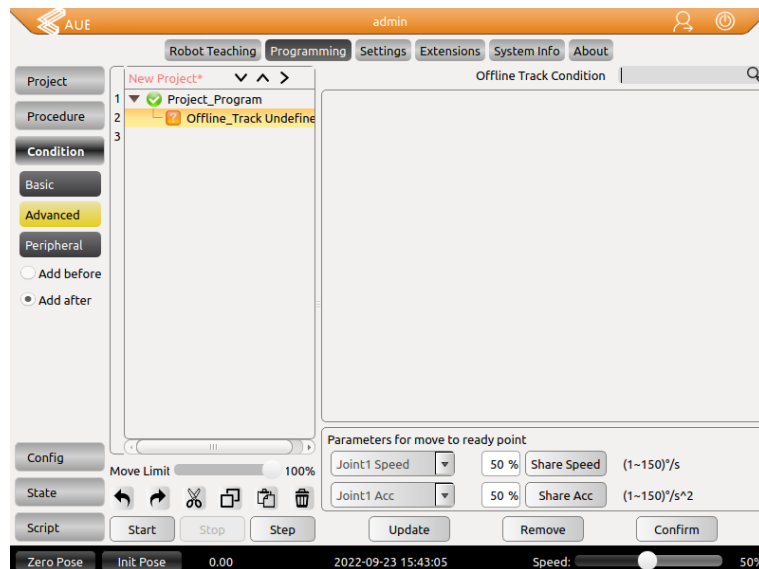 AUE
admin
Robot Teaching Programming Settings Extensions System Info About
Project
New Project*
Offline Track Condition
1 Project_Program
Procedure
2 Offline_Track Undefine
3
Condition
Basic
Advanced
Peripheral
Add before
Add after
Parameters for move to ready point
Config
Joint1 Speed 50 % Share Speed (1~150)°/s
Move Limit 100%
State
Joint1 Acc 50 % Share Acc (1~150)°/s^2
Script
Start Stop Step Update Remove Confirm
Zero Pose Init Pose 0.00 2022-09-23 15:43:05 Speed: 50%